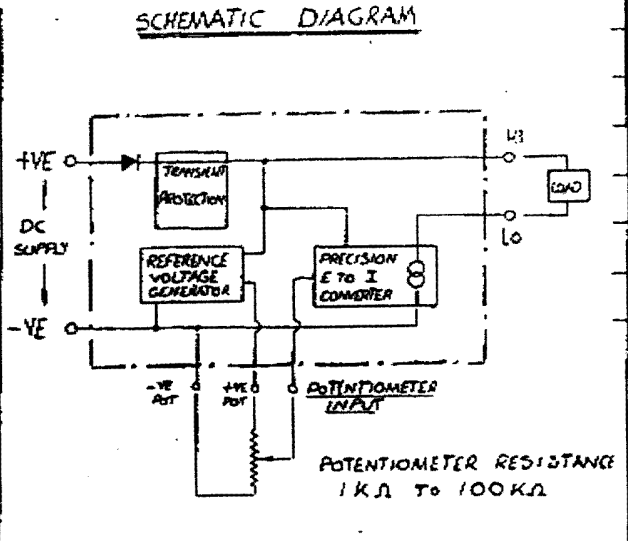 SCHEMATIC DIAGRAM
+VE
DC
SUPPLY
-VE
TRANSIENT
PROTECTION
REFERENCE
VOLTAGE
GENERATOR
PRECISION
E TO I
CONVERTER
HI
LOAD
LO
-VE
POT
+VE
POT
POTENTIOMETER
INPUT
POTENTIOMETER RESISTANCE
1KΩ TO 100KΩ